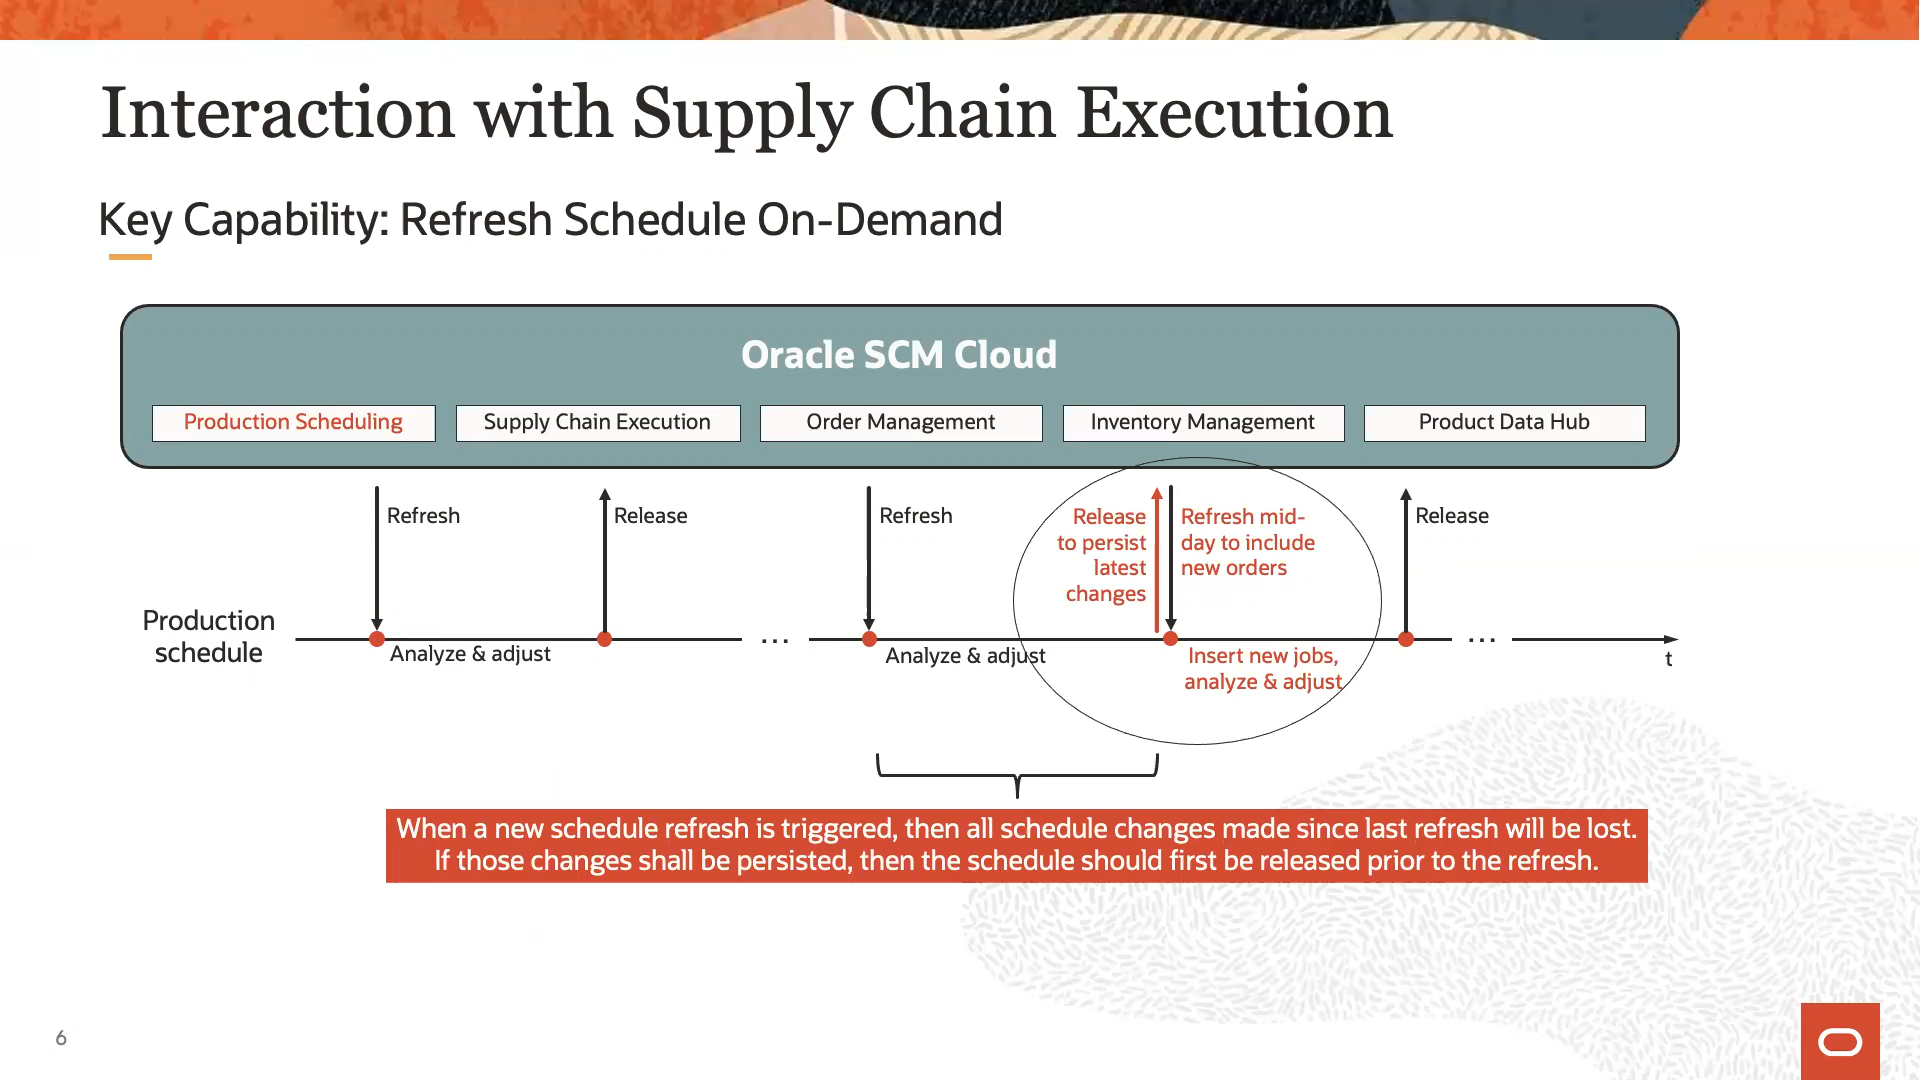 Interaction with Supply Chain Execution
Key Capability: Refresh Schedule On-Demand
Oracle SCM Cloud
Production Scheduling
Supply Chain Execution
Order Management
Inventory Management
Product Data Hub
Refresh
Release
Refresh
Release
to persist
latest
changes
Refresh mid-
day to include
new orders
Release
Production
schedule
...
...
t
Analyze & adjust
Analyze & adjust
Insert new jobs,
analyze & adjust
When a new schedule refresh is triggered, then all schedule changes made since last refresh will be lost.
If those changes shall be persisted, then the schedule should first be released prior to the refresh.
6